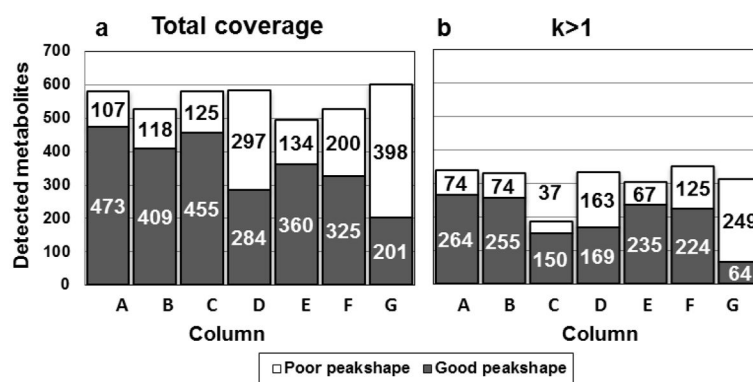 a Total coverage
b k>1
Detected metabolites
700
600
500
400
300
200
100
0
107 118 125 297 134 200 398
473 409 455 284 360 325 201
A B C D E F G
Column
74 74 37 163 67 125 249
264 255 150 169 235 224 64
A B C D E F G
Column
Poor peakshape Good peakshape